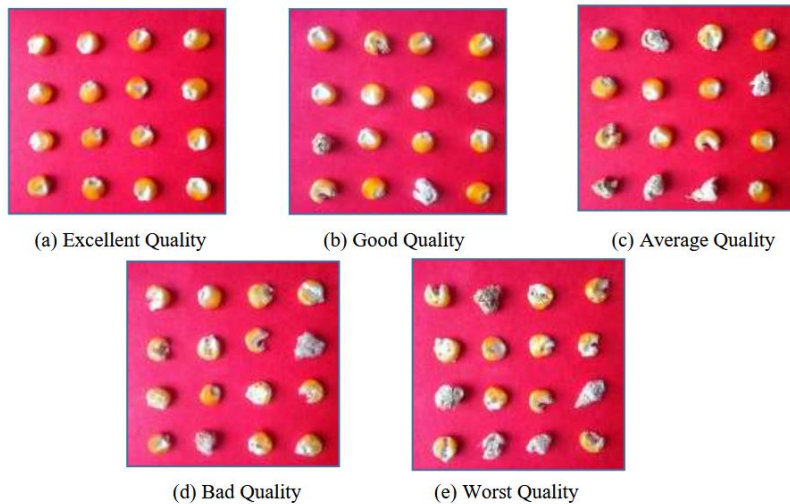 (a) Excellent Quality
(b) Good Quality
(c) Average Quality
(d) Bad Quality
(e) Worst Quality